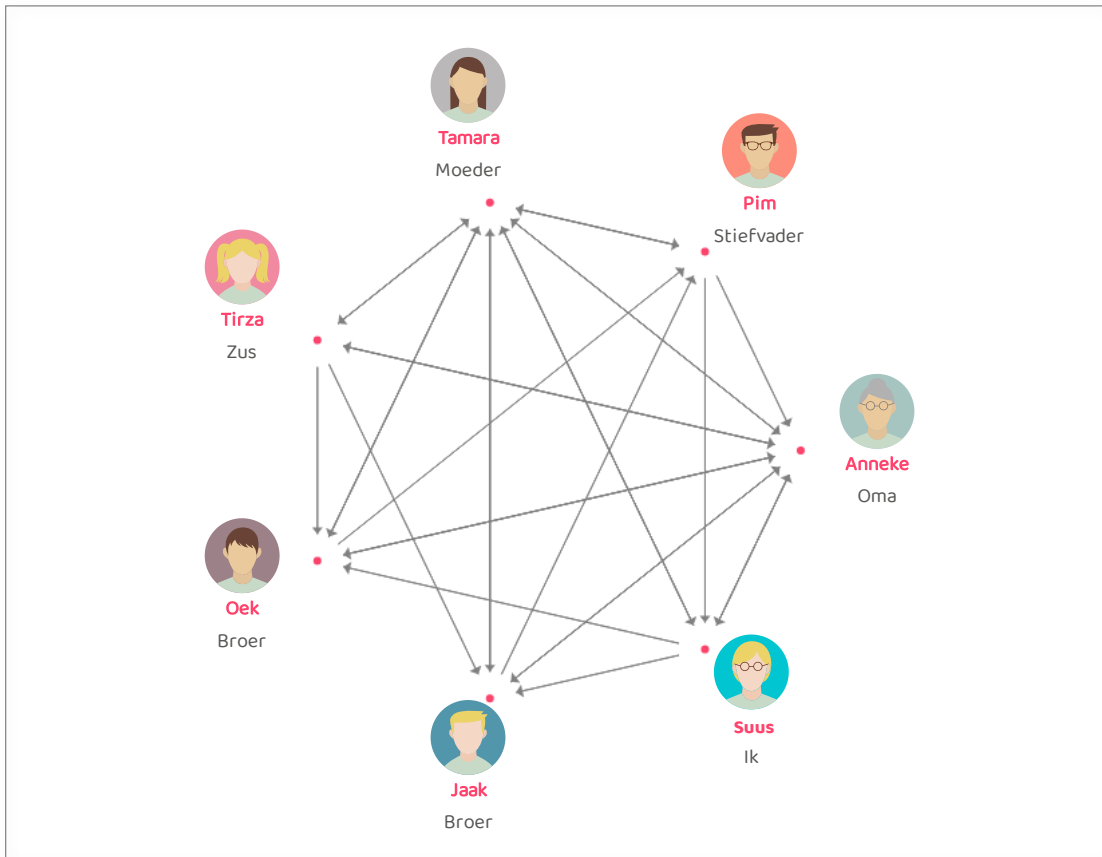 Tamara
Moeder
Pim
Stiefvader
Tirza
Zus
Anneke
Oma
Oek
Broer
Suus
Ik
Jaak
Broer